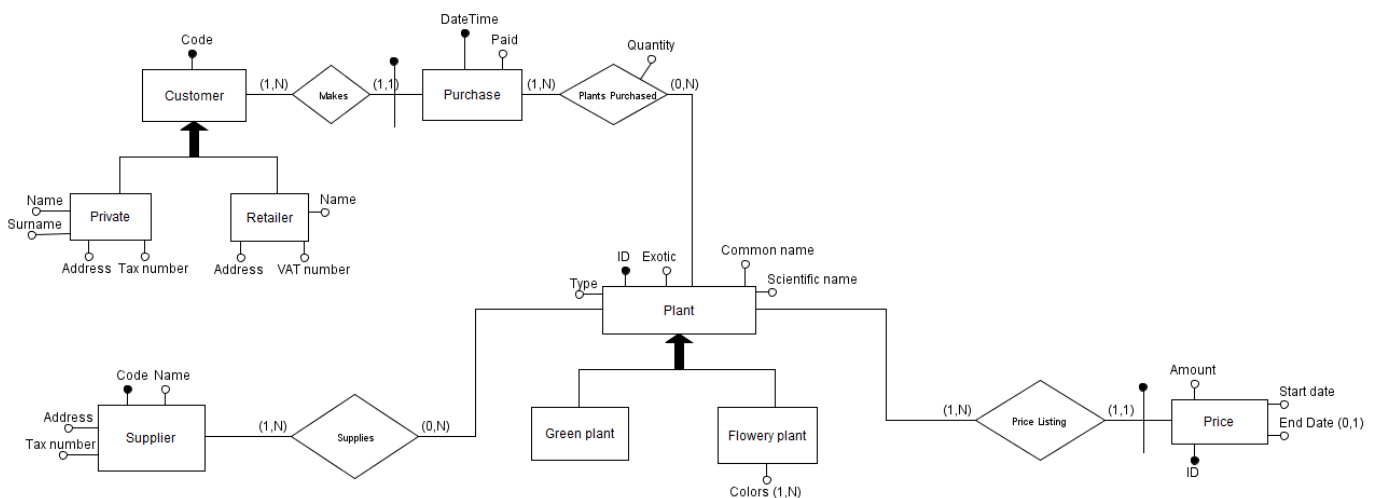 DateTime
Code
Paid
Quantity
(1,N)
(1,1)
(1,N)
(0,N)
Customer
Makes
Purchase
Plants Purchased
Name
Name
Surname
Private
Retailer
Address
Tax number
Address
VAT number
Common name
ID
Exotic
Scientific name
Type
Plant
Code
Name
Amount
Start date
Address
(1,N)
(0,N)
(1,N)
(1,1)
End Date (0,1)
Tax number
Supplier
Supplies
Green plant
Flowery plant
Price Listing
Price
ID
Colors (1,N)